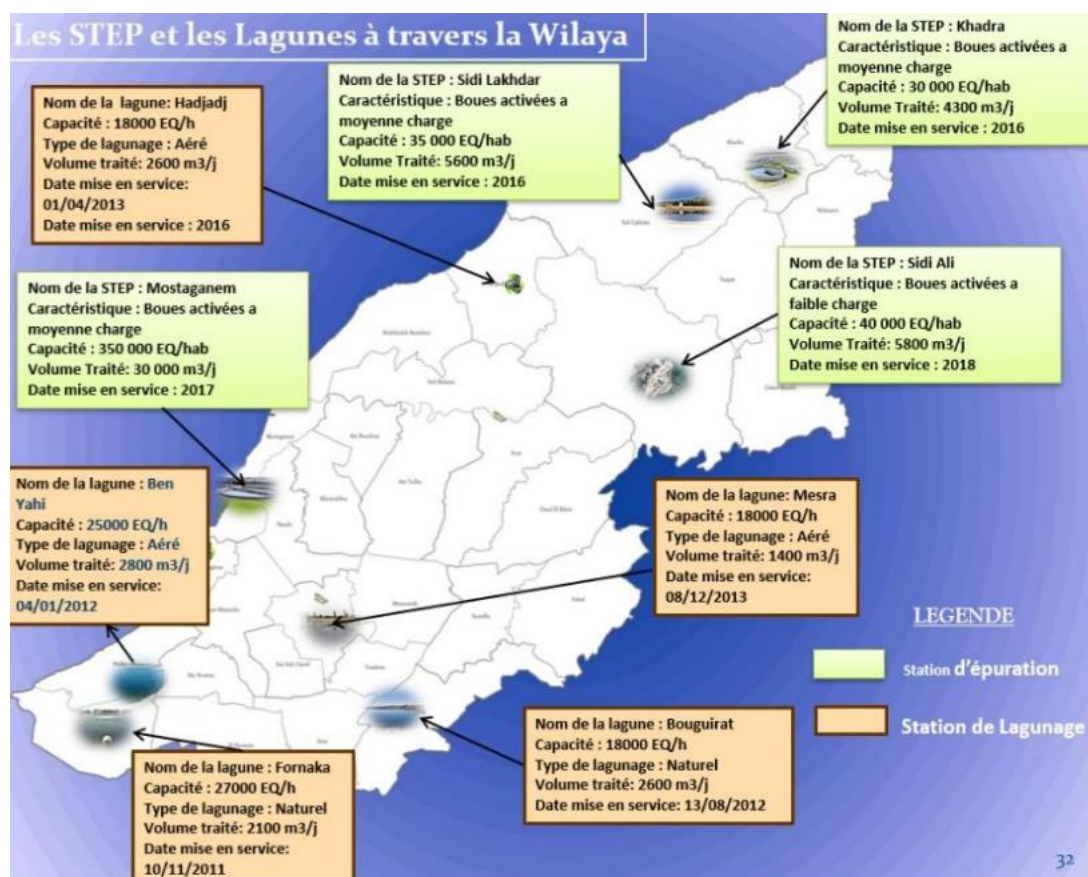 Les STEP et les Lagunes à travers la Wilaya
Nom de la STEP : Khadra
Caractéristique : Boues activées a
moyenne charge
Capacité : 30 000 EQ/hab
Volume Traité: 4300 m3/j
Date mise en service : 2016
Nom de la STEP : Sidi Lakhdar
Caractéristique : Boues activées a
moyenne charge
Capacité : 35 000 EQ/hab
Volume Traité: 5600 m3/j
Date mise en service : 2016
Nom de la lagune: Hadjadj
Capacité : 18000 EQ/h
Type de lagunage : Aéré
Volume traité: 2600 m3/j
Date mise en service:
01/04/2013
Date mise en service : 2016
Nom de la STEP : Sidi Ali
Caractéristique : Boues activées a
faible charge
Capacité : 40 000 EQ/hab
Volume Traité: 5800 m3/j
Date mise en service : 2018
Nom de la STEP : Mostaganem
Caractéristique : Boues activées a
moyenne charge
Capacité : 350 000 EQ/hab
Volume Traité: 30 000 m3/j
Date mise en service : 2017
Nom de la lagune : Ben
Yahi
Capacité : 25000 EQ/h
Type de lagunage : Aéré
Volume traité: 2800 m3/j
Date mise en service:
04/01/2012
Nom de la lagune: Mesra
Capacité : 18000 EQ/h
Type de lagunage : Aéré
Volume traité: 1400 m3/j
Date mise en service:
08/12/2013
LEGENDE
Station d'épuration
Station de Lagunage
Nom de la lagune : Bouguirat
Capacité : 18000 EQ/h
Type de lagunage : Naturel
Volume traité: 2600 m3/j
Date mise en service: 13/08/2012
Nom de la lagune : Fornaka
Capacité : 27000 EQ/h
Type de lagunage : Naturel
Volume traité: 2100 m3/j
Date mise en service:
10/11/2011
32